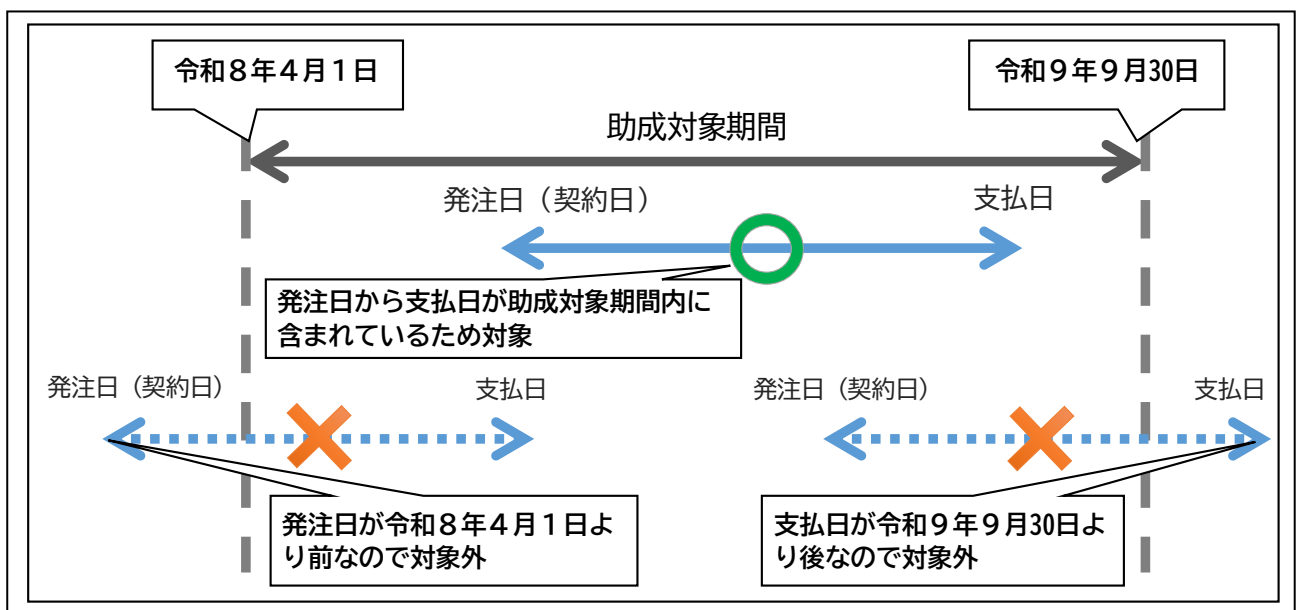 令和８年４月１日
令和９年９月30日
助成対象期間
発注日（契約日）
支払日
発注日から支払日が助成対象期間内に
含まれているため対象
発注日（契約日）
支払日
発注日（契約日）
支払日
発注日が令和８年４月１日よ
り前なので対象外
支払日が令和９年９月30日よ
り後なので対象外